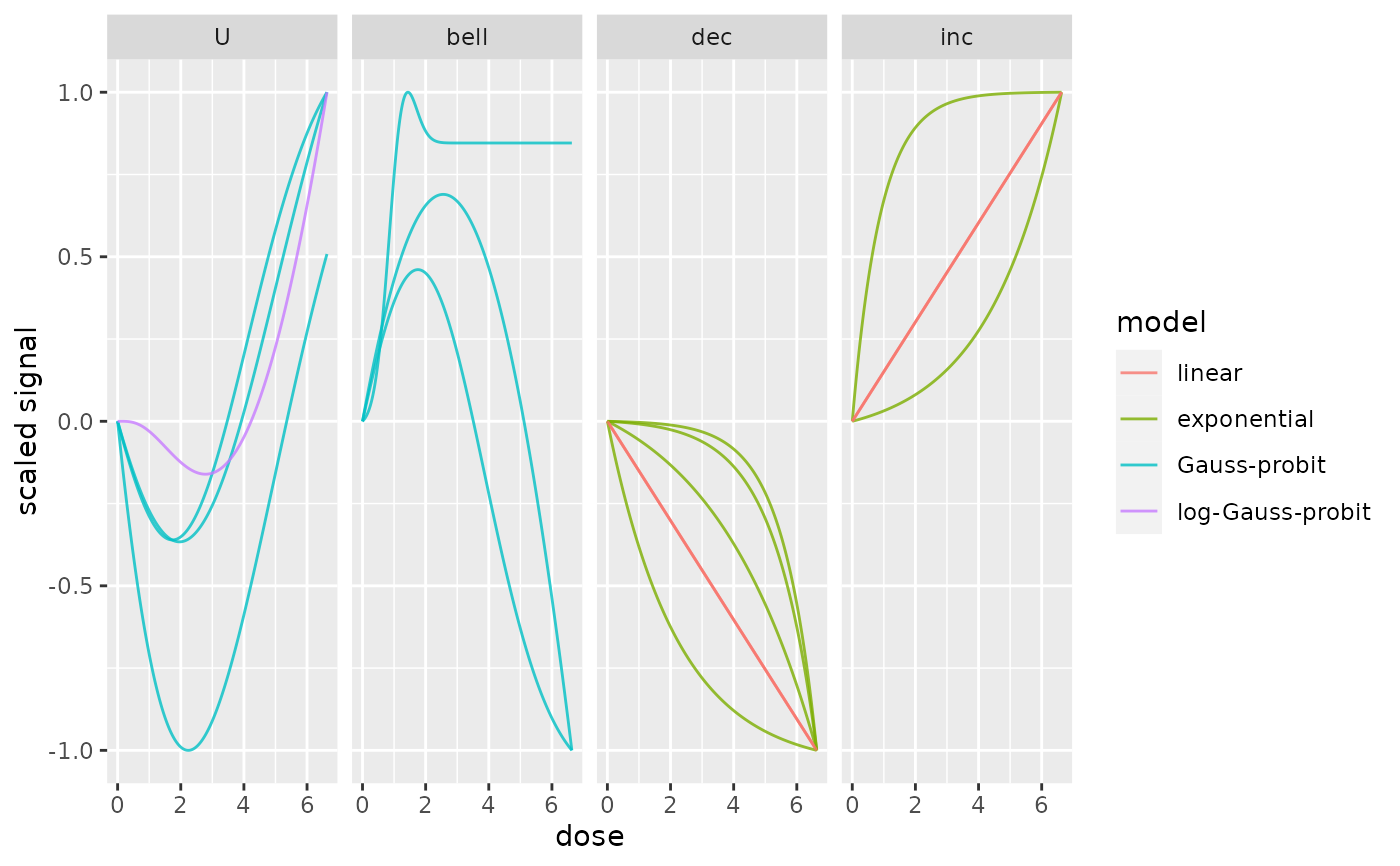 U bell dec inc
1.0
0.5
0.0
-0.5
-1.0
scaled signal
0 2 4 6 0 2 4 6 0 2 4 6 0 2 4 6
dose
model
linear
exponential
Gauss-probit
log-Gauss-probit